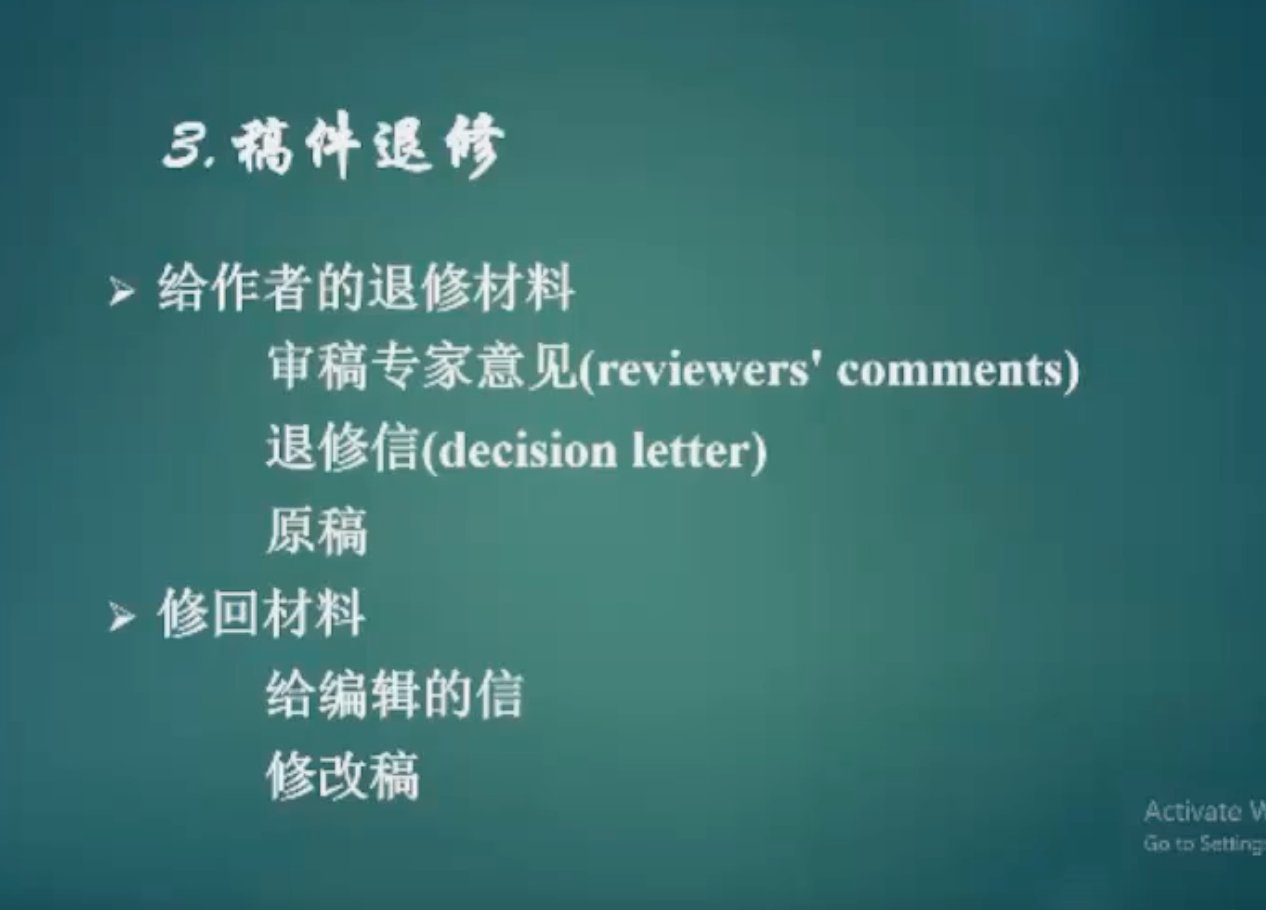 3.稿件退修
给作者的退修材料
审稿专家意见(reviewers' comments)
退修信(decision letter)
原稿
修回材料
给编辑的信
修改稿
Activate W
Go to Setting